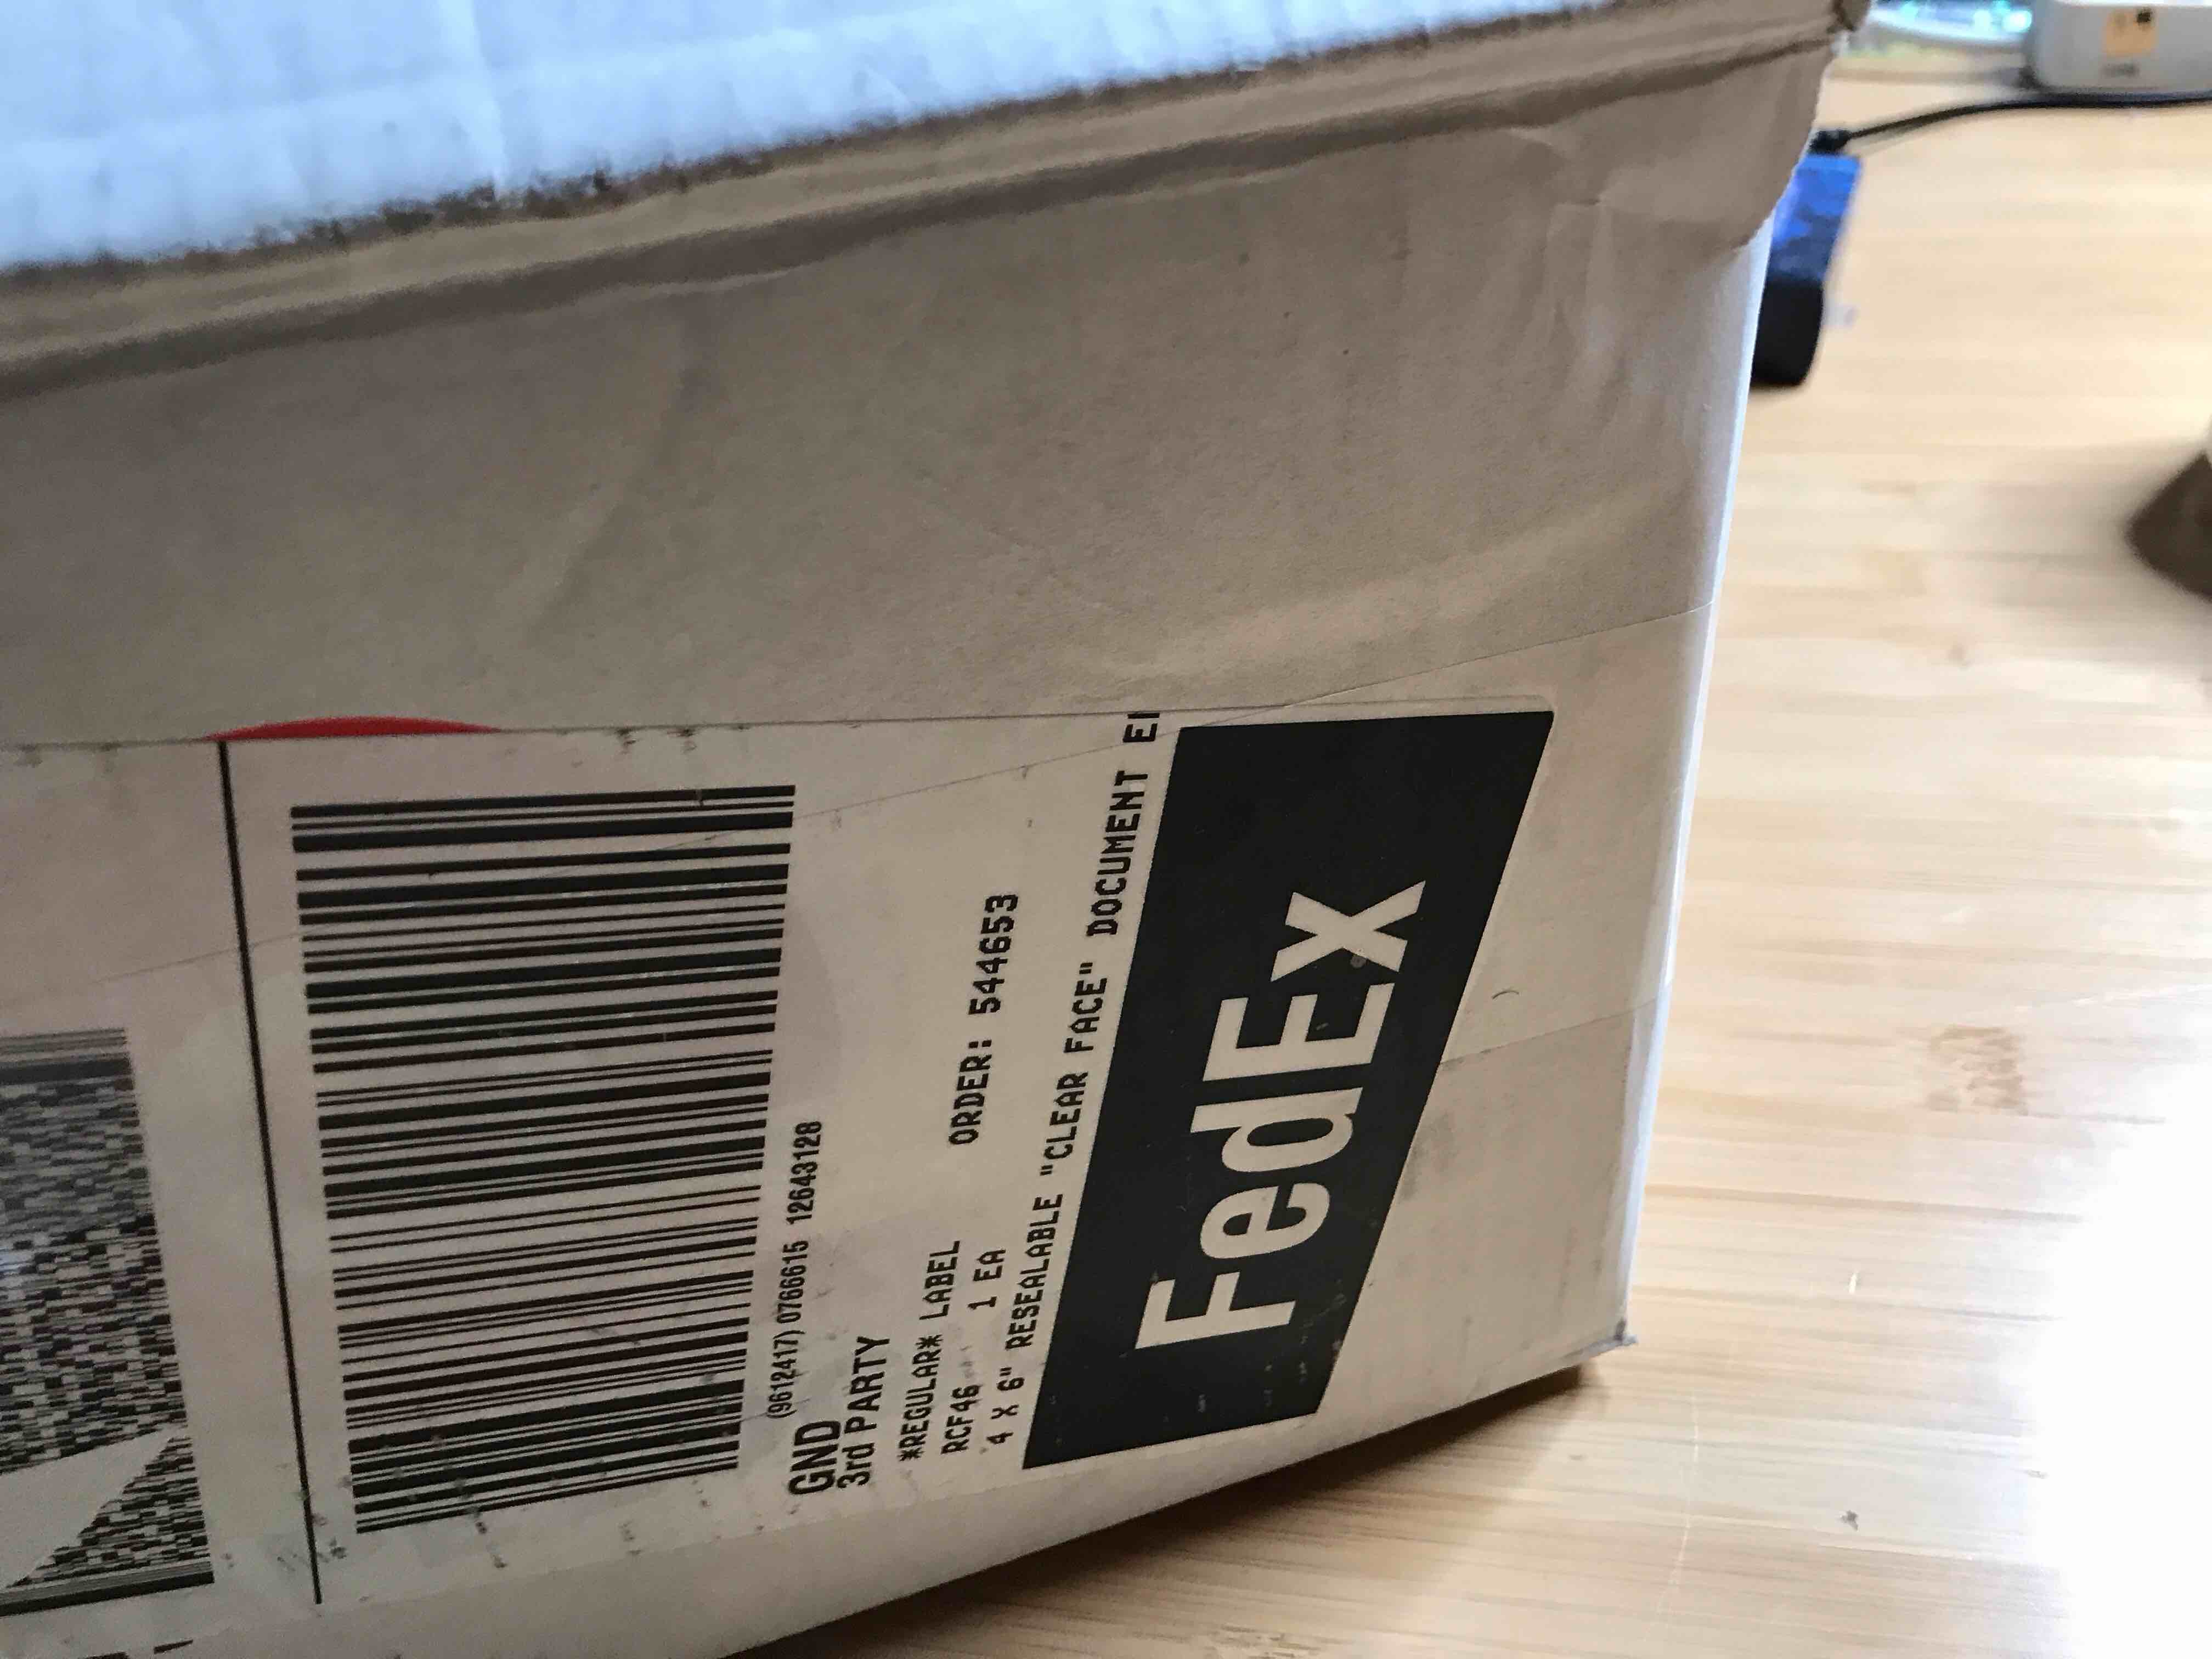 (9612417) 0766615 12643128
GND
3rd PARTY
*REGULAR* LABEL ORDER: 544653
RCF46 1 EA
4 X 6" RESEALABLE "CLEAR FACE" DOCUMENT
FedEx